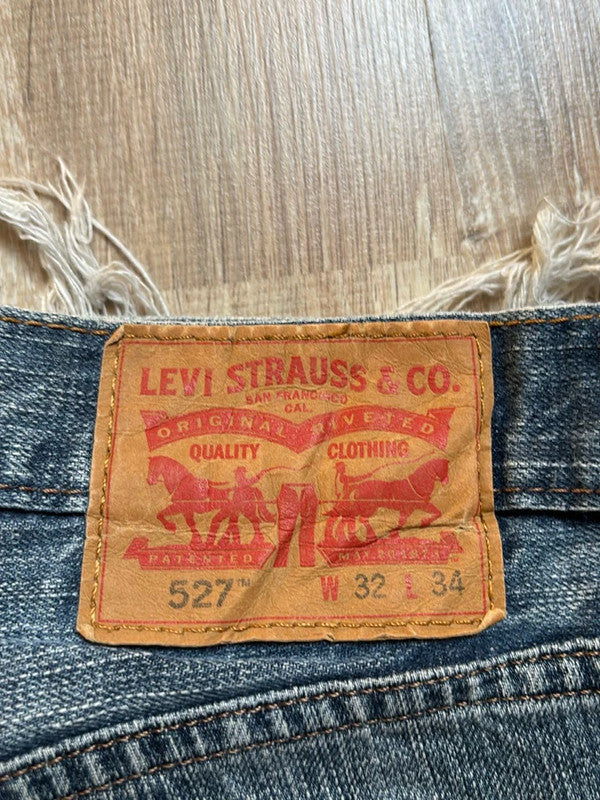 LEVI STRAUSS & CO.
SAN FRANCISCO
CAL.
ORIGINAL RIVETED
QUALITY CLOTHING
PATENTED
527™ W 32 L 34